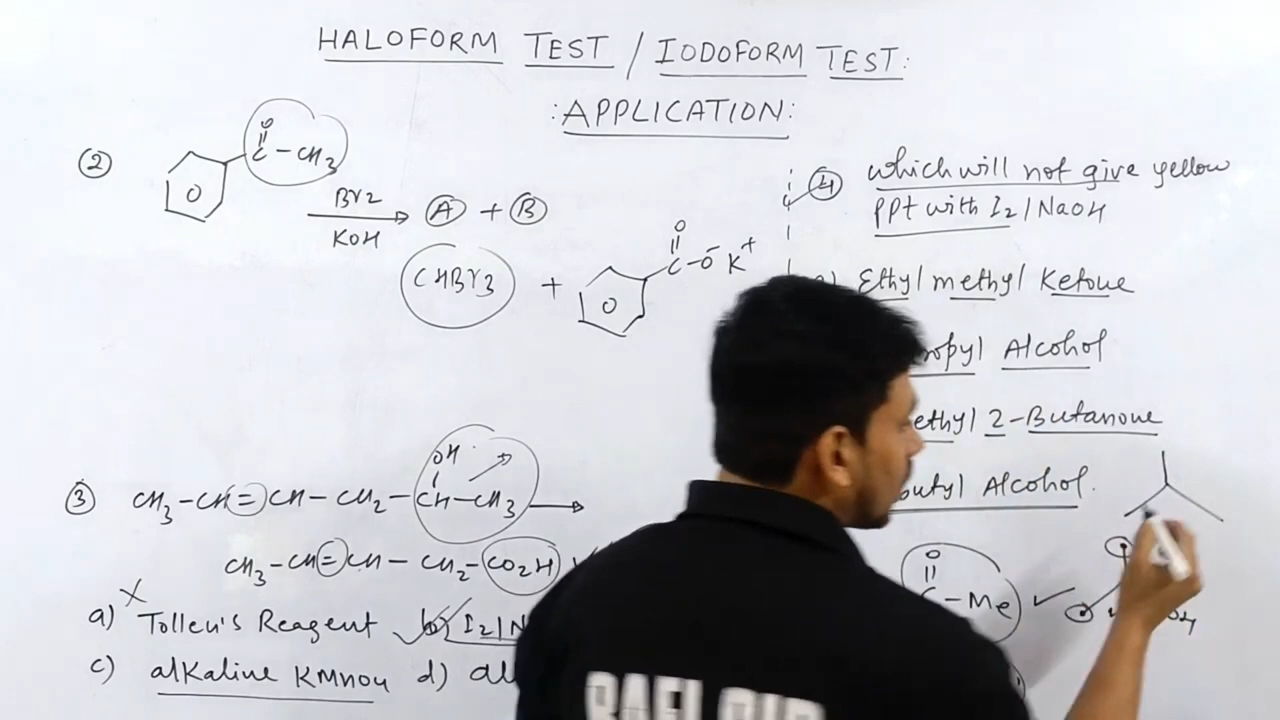 HALOFORM TEST / IODOFORM TEST:
:APPLICATION:
②
O
C-CH3
O
Br2
KOH
Ⓐ + Ⓑ
CHBr3 +
O
C-O- K+
O
③
OH
CH3-CH=CH-CH2-CH-CH3
CH3-CH=CH-CH2-CO2H
a) Tollen's Reagent b) I2/N
c) alkaline KMnO4 d)
④ which will not give yellow
ppt with I2/NaOH
Ethyl methyl Ketone
Alcohol
2-Butanone
Alcohol.
O
-Me ✓